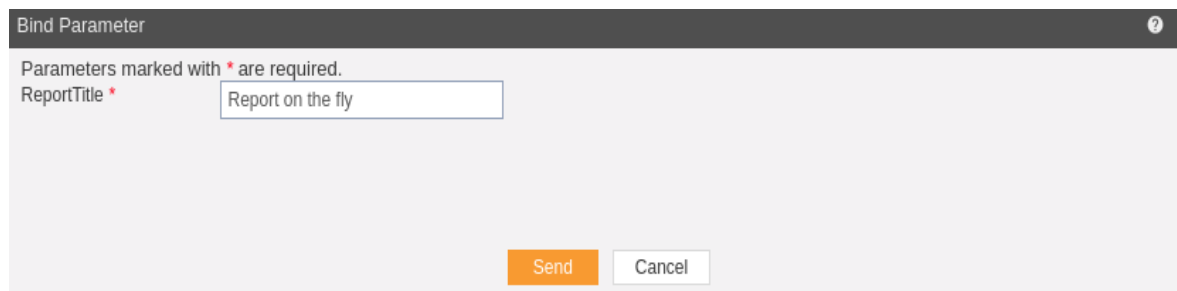 Bind Parameter
Parameters marked with * are required.
ReportTitle * Report on the fly
Send Cancel